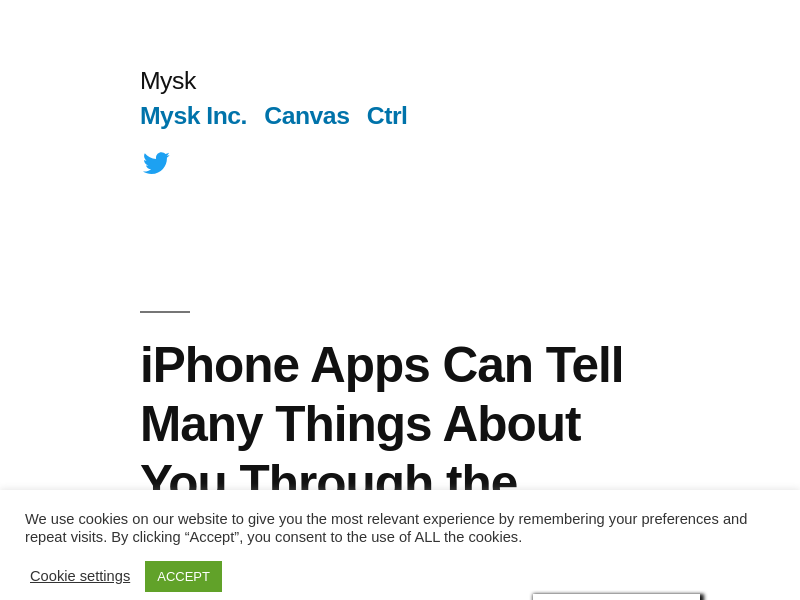 Mysk
Mysk Inc. Canvas Ctrl
iPhone Apps Can Tell
Many Things About
You Through the
We use cookies on our website to give you the most relevant experience by remembering your preferences and
repeat visits. By clicking “Accept”, you consent to the use of ALL the cookies.
Cookie settings
ACCEPT